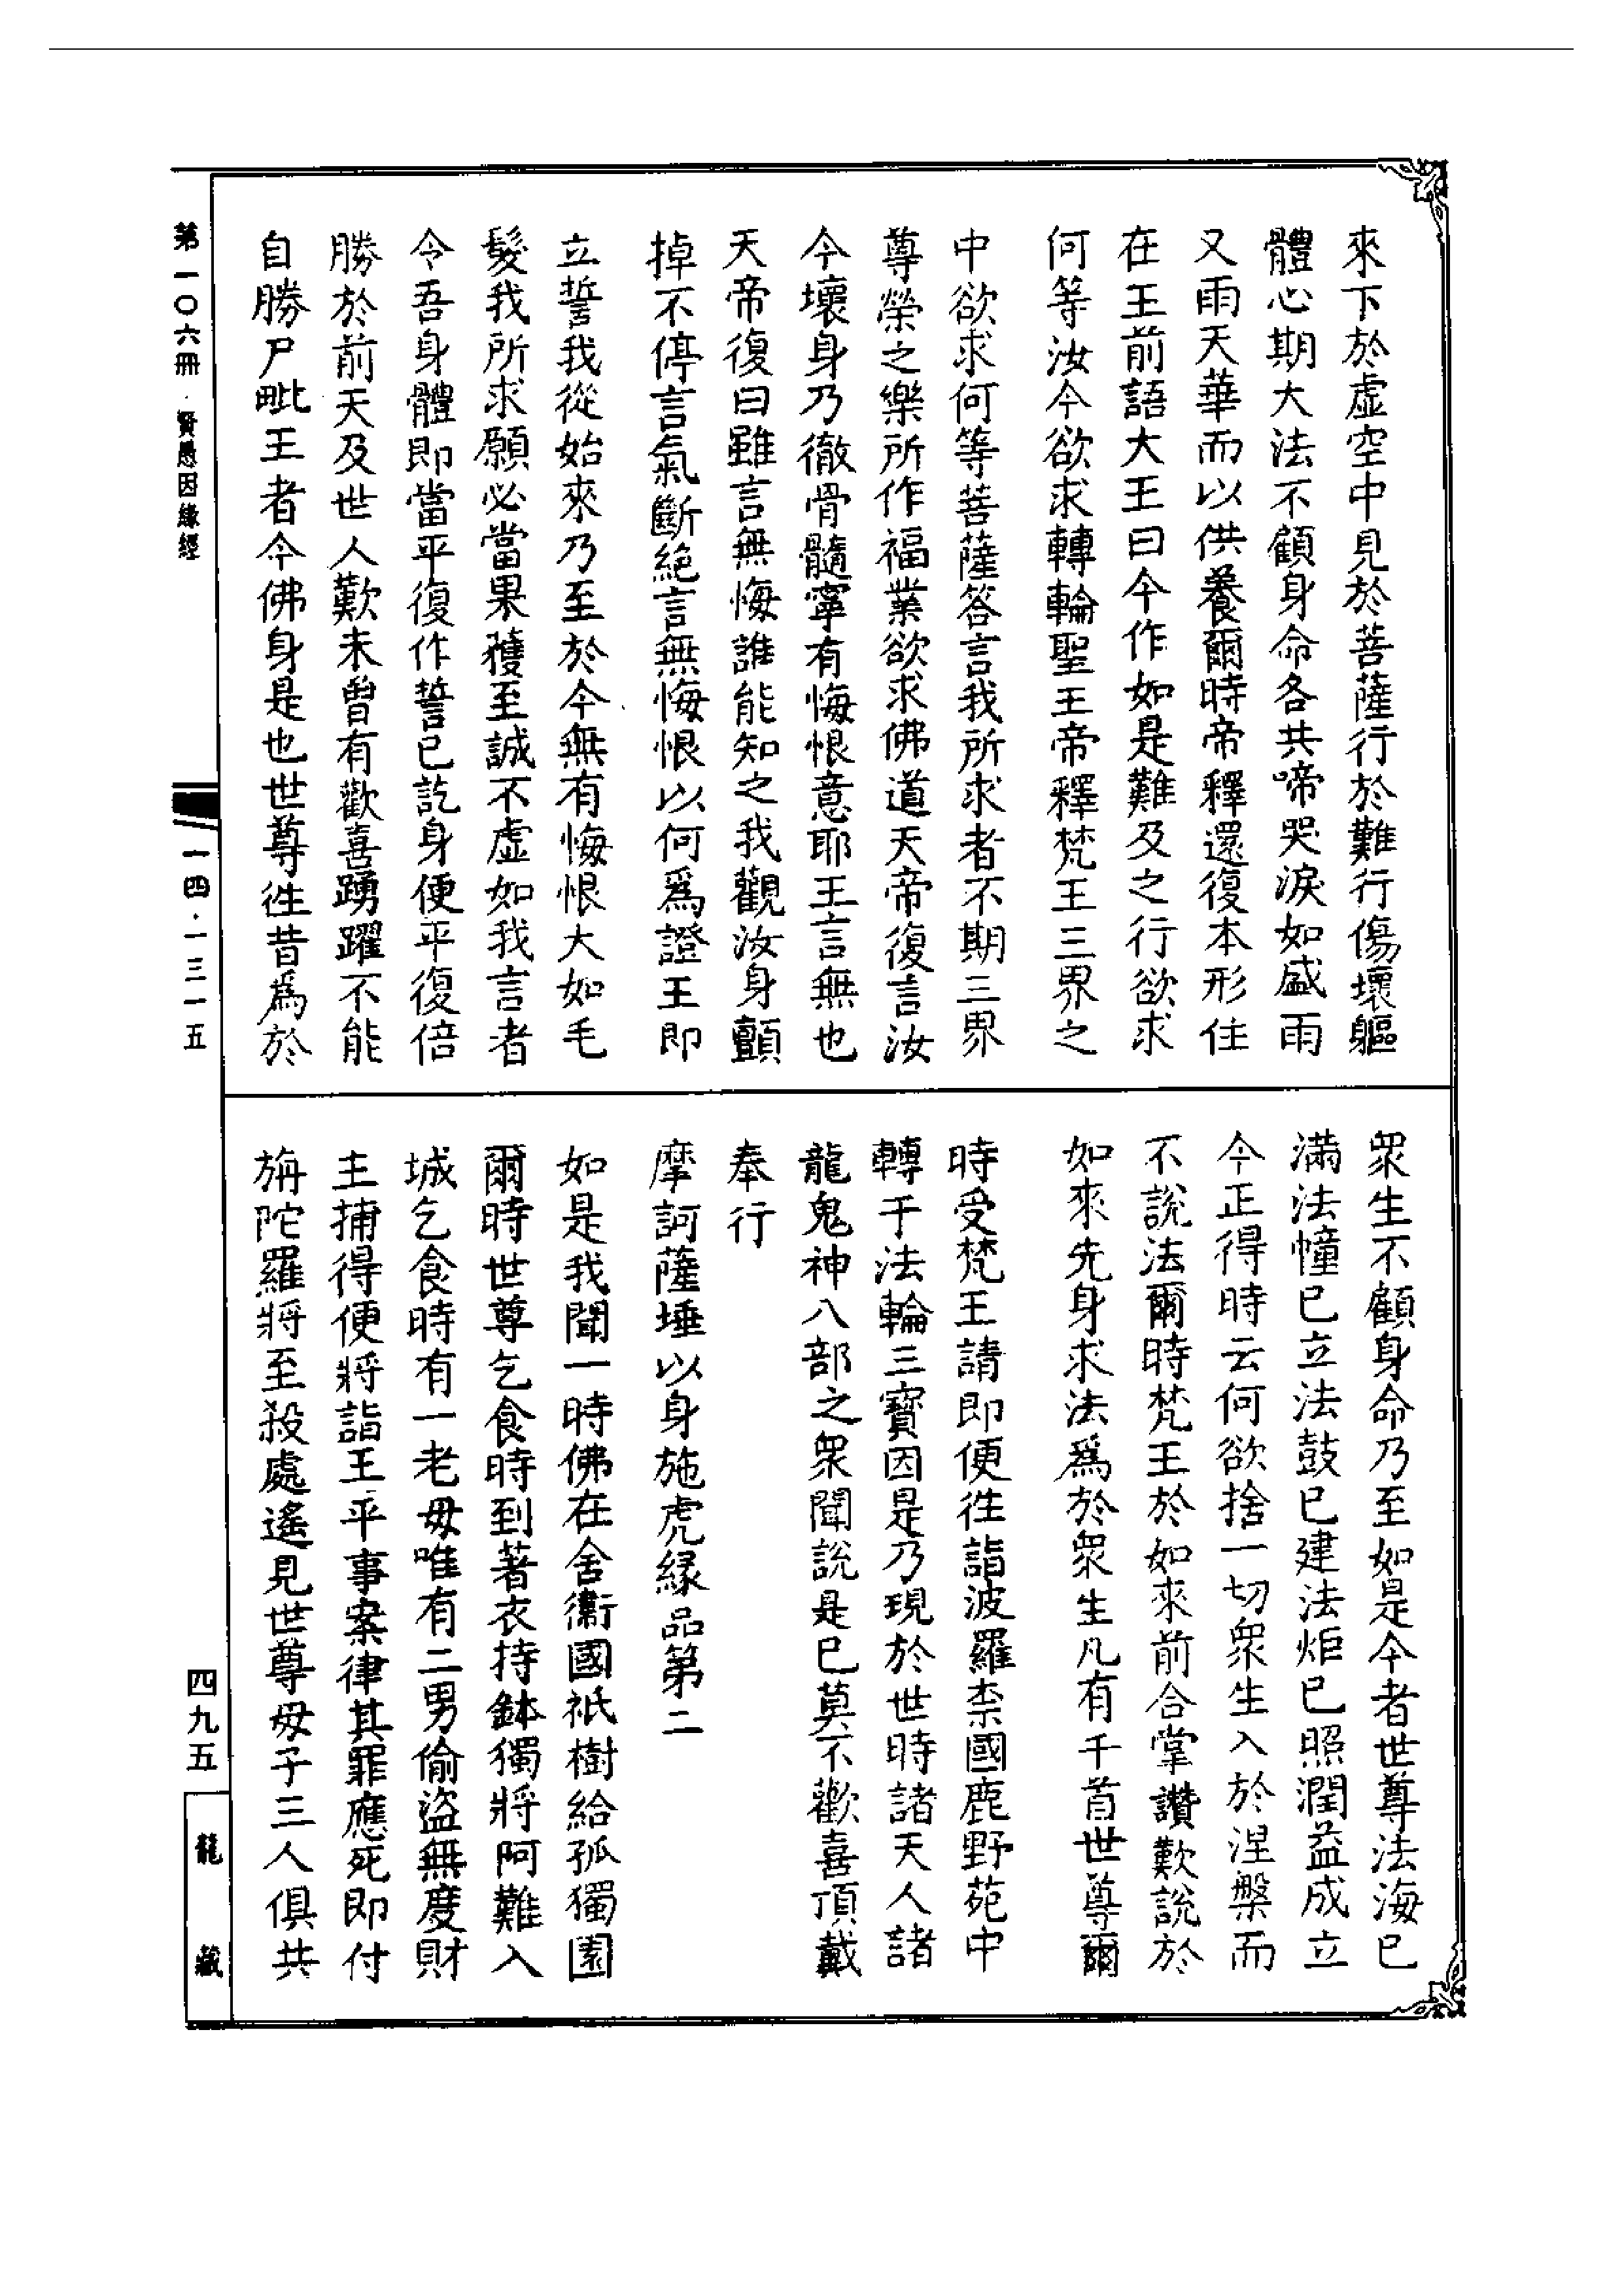 來下於虛空中見於菩薩行於難行傷壞軀
體心期大法不顧身命各共啼哭淚如盛雨
又雨天華而以供養爾時帝釋還復本形住
在王前語大王曰今作如是難及之行欲求
何等汝今欲求轉輪聖王帝釋梵王三界之
中欲求何等菩薩答言我所求者不期三界
尊榮之樂所作福業欲求佛道天帝復言汝
今壞身乃徹骨髓寧有悔恨意耶王言無也
天帝復曰雖言無悔誰能知之我觀汝身顫
掉不停言氣斷絕言無悔恨以何為證王即
立誓我從始來乃至於今無有悔恨大如毛
髮我所求願必當果獲至誠不虛如我言者
令吾身體即當平復作誓已訖身便平復倍
勝於前天及世人歎未曾有歡喜踴躍不能
自勝尸毗王者今佛身是也世尊往昔為於
眾生不顧身命乃至如是今者世尊法海已
滿法幢已立法鼓已建法炬已照潤益成立
今正得時云何欲捨一切眾生入於涅槃而
不說法爾時梵王於如來前合掌讚歎說於
如來先身求法為於眾生凡有千首世尊爾
時受梵王請即便往詣波羅柰國鹿野苑中
轉于法輪三寶因是乃現於世時諸天人諸
龍鬼神八部之眾聞說是已莫不歡喜頂戴
奉行
摩訶薩埵以身施虎緣品第二
如是我聞一時佛在舍衛國祇樹給孤獨園
爾時世尊乞食時到著衣持鉢獨將阿難入
城乞食時有一老母唯有二男偷盜無度財
主捕得便將詣王平事案律其罪應死即付
旃陀羅將至殺處遙見世尊母子三人俱共
第一〇六冊 賢愚因緣經
一四·一三一五
四九五
龍藏